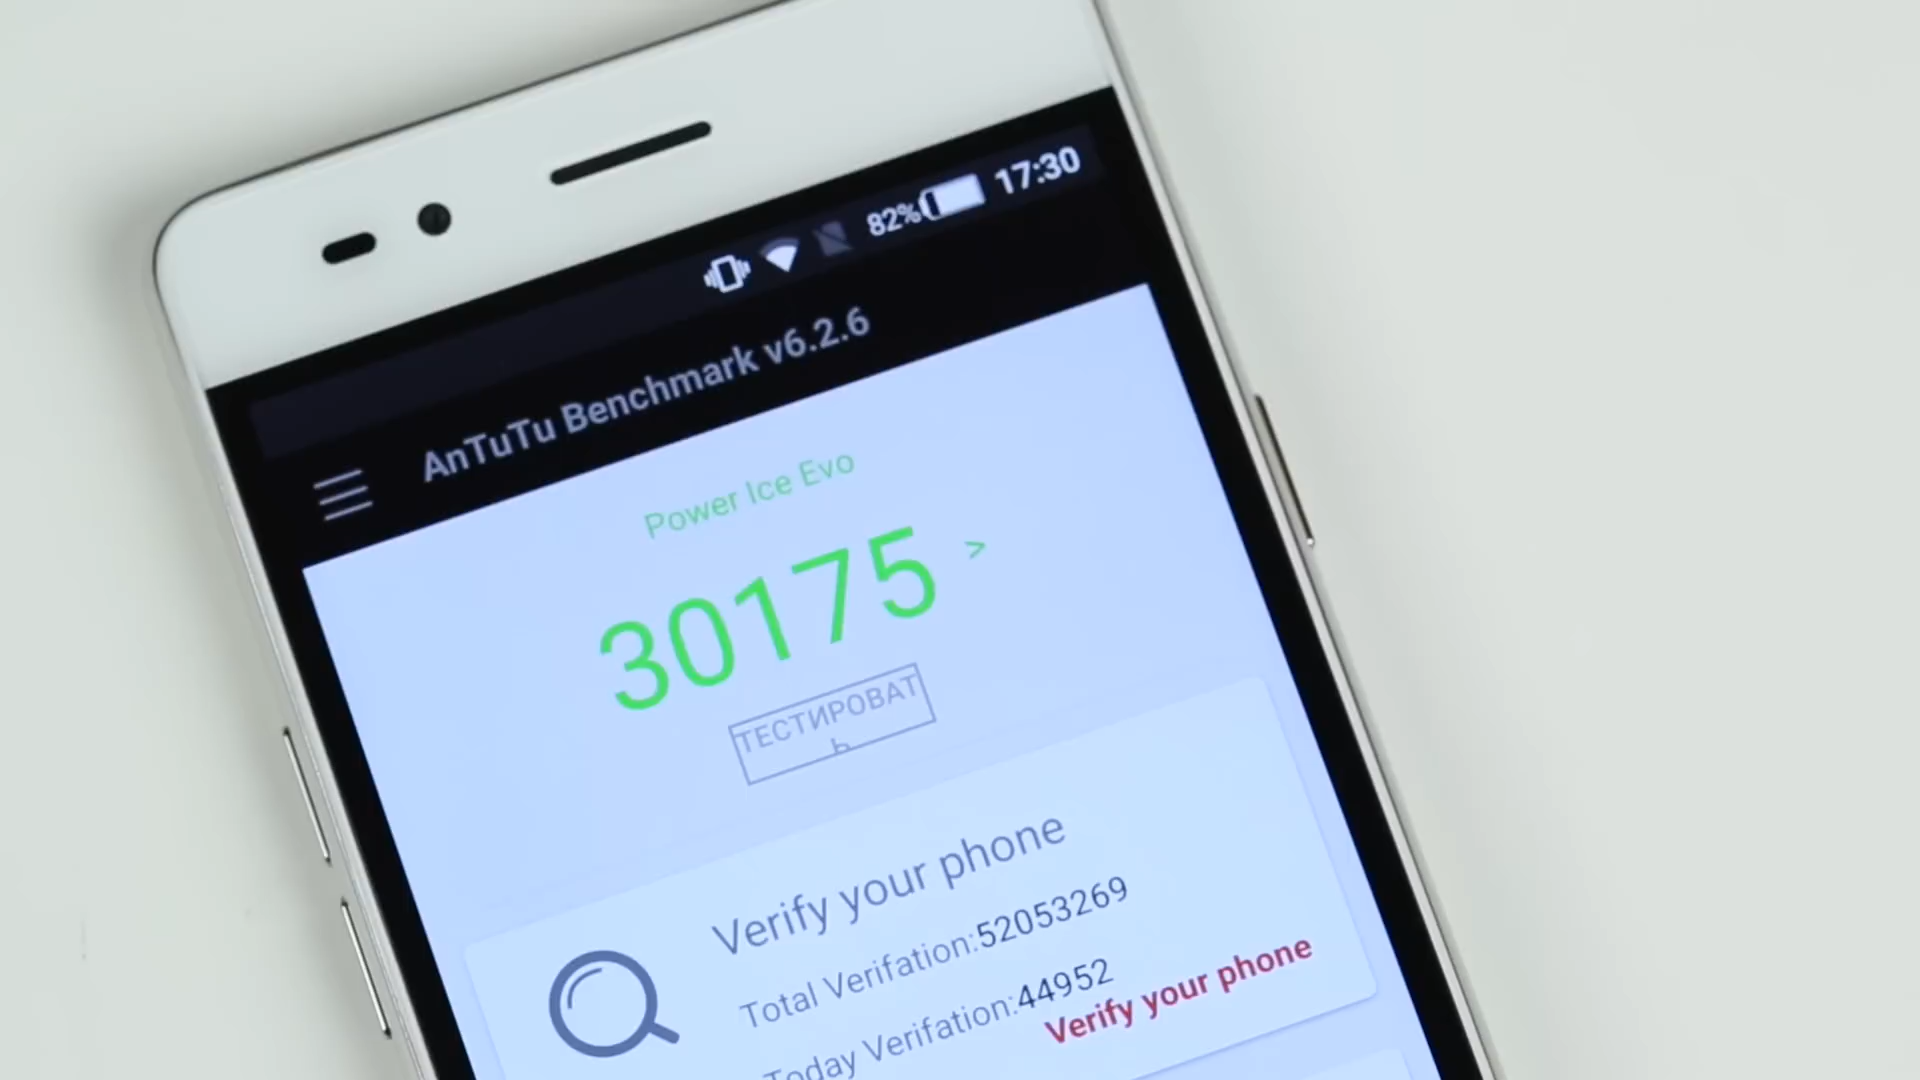 82% 17:30
AnTuTu Benchmark v6.2.6
Power Ice Evo
30175 >
ТЕСТИРОВАТ
Ь
Verify your phone
Total Verifation:52053269
Today Verifation:44952
Verify your phone